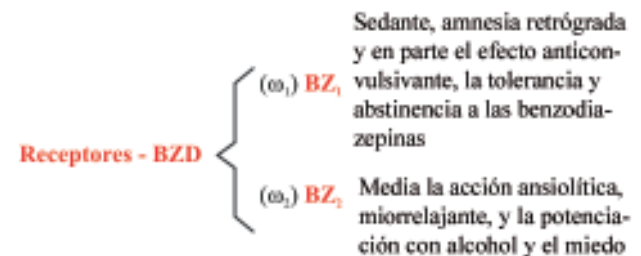 Sedante, amnesia retrógrada
y en parte el efecto anticon-
(ω₁) BZ₁ vulsivante, la tolerancia y
abstinencia a las benzodia-
zepinas
Receptores - BZD
(ω₂) BZ₂ Media la acción ansiolítica,
miorrelajante, y la potencia-
ción con alcohol y el miedo